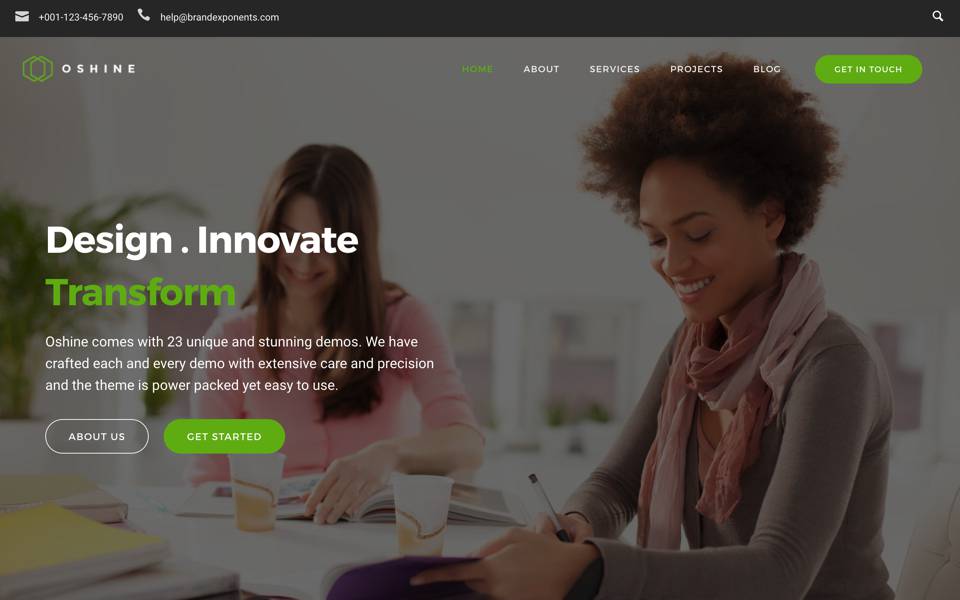 +001-123-456-7890 help@brandexponents.com
OSHINE HOME ABOUT SERVICES PROJECTS BLOG GET IN TOUCH
Design . Innovate
Transform
Oshine comes with 23 unique and stunning demos. We have
crafted each and every demo with extensive care and precision
and the theme is power packed yet easy to use.
ABOUT US GET STARTED